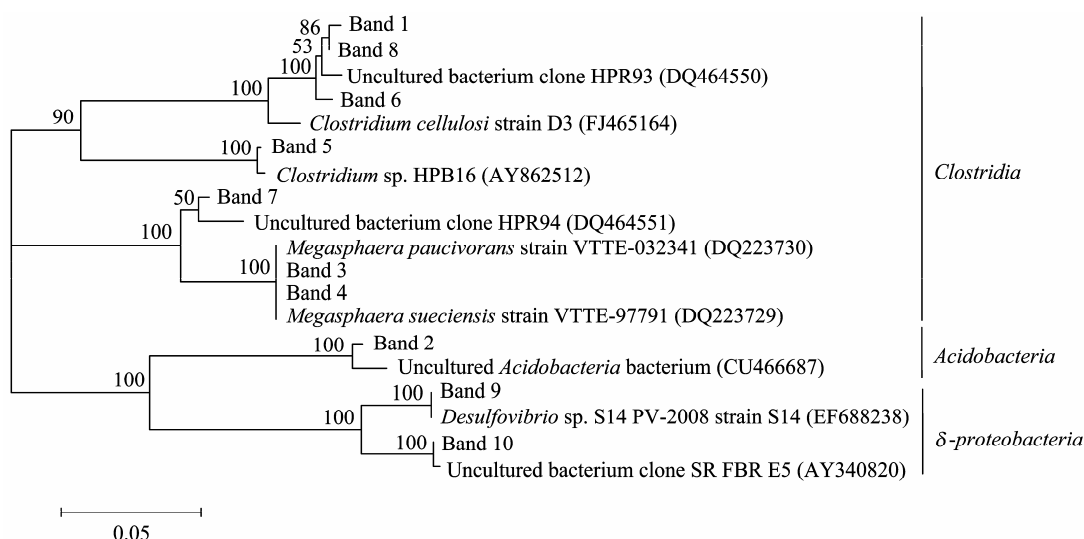 86 Band 1
53 Band 8
100 Uncultured bacterium clone HPR93 (DQ464550)
100 Band 6
Clostridium cellulosi strain D3 (FJ465164)
90
100 Band 5
Clostridium sp. HPB16 (AY862512)
Clostridia
50 Band 7
Uncultured bacterium clone HPR94 (DQ464551)
100
Megasphaera paucivorans strain VTTE-032341 (DQ223730)
100 Band 3
Band 4
Megasphaera sueciensis strain VTTE-97791 (DQ223729)
100 Band 2
Acidobacteria
Uncultured Acidobacteria bacterium (CU466687)
100
100 Band 9
Desulfovibrio sp. S14 PV-2008 strain S14 (EF688238)
100
δ-proteobacteria
100 Band 10
Uncultured bacterium clone SR FBR E5 (AY340820)
0.05